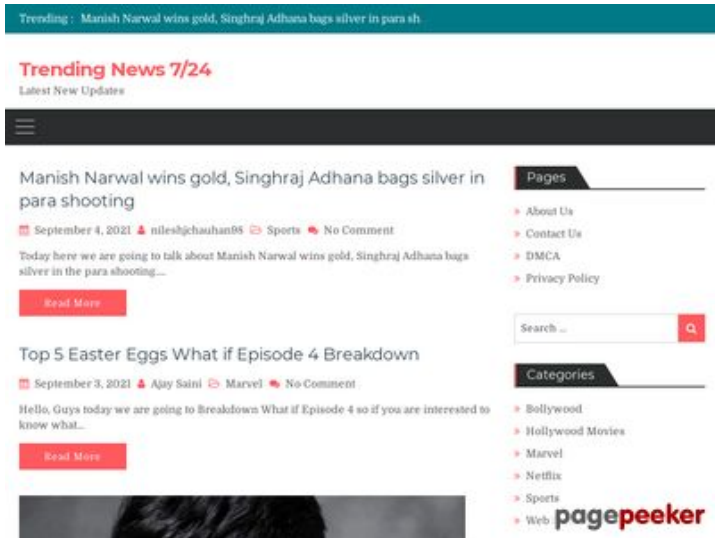 Trending : Manish Narwal wins gold, Singhraj Adhana bags silver in para sh
Trending News 7/24
Latest New Updates
Manish Narwal wins gold, Singhraj Adhana bags silver in
para shooting
September 4, 2021 nileshjchauhan98 Sports No Comment
Today here we are going to talk about Manish Narwal wins gold, Singhraj Adhana bags
silver in the para shooting....
Read More
Top 5 Easter Eggs What if Episode 4 Breakdown
September 3, 2021 Ajay Saini Marvel No Comment
Hello, Guys today we are going to Breakdown What if Episode 4 so if you are interested to
know what...
Read More
Pages
» About Us
» Contact Us
» DMCA
» Privacy Policy
Search ...
Categories
» Bollywood
» Hollywood Movies
» Marvel
» Netflix
» Sports
» Web
pagepeeker